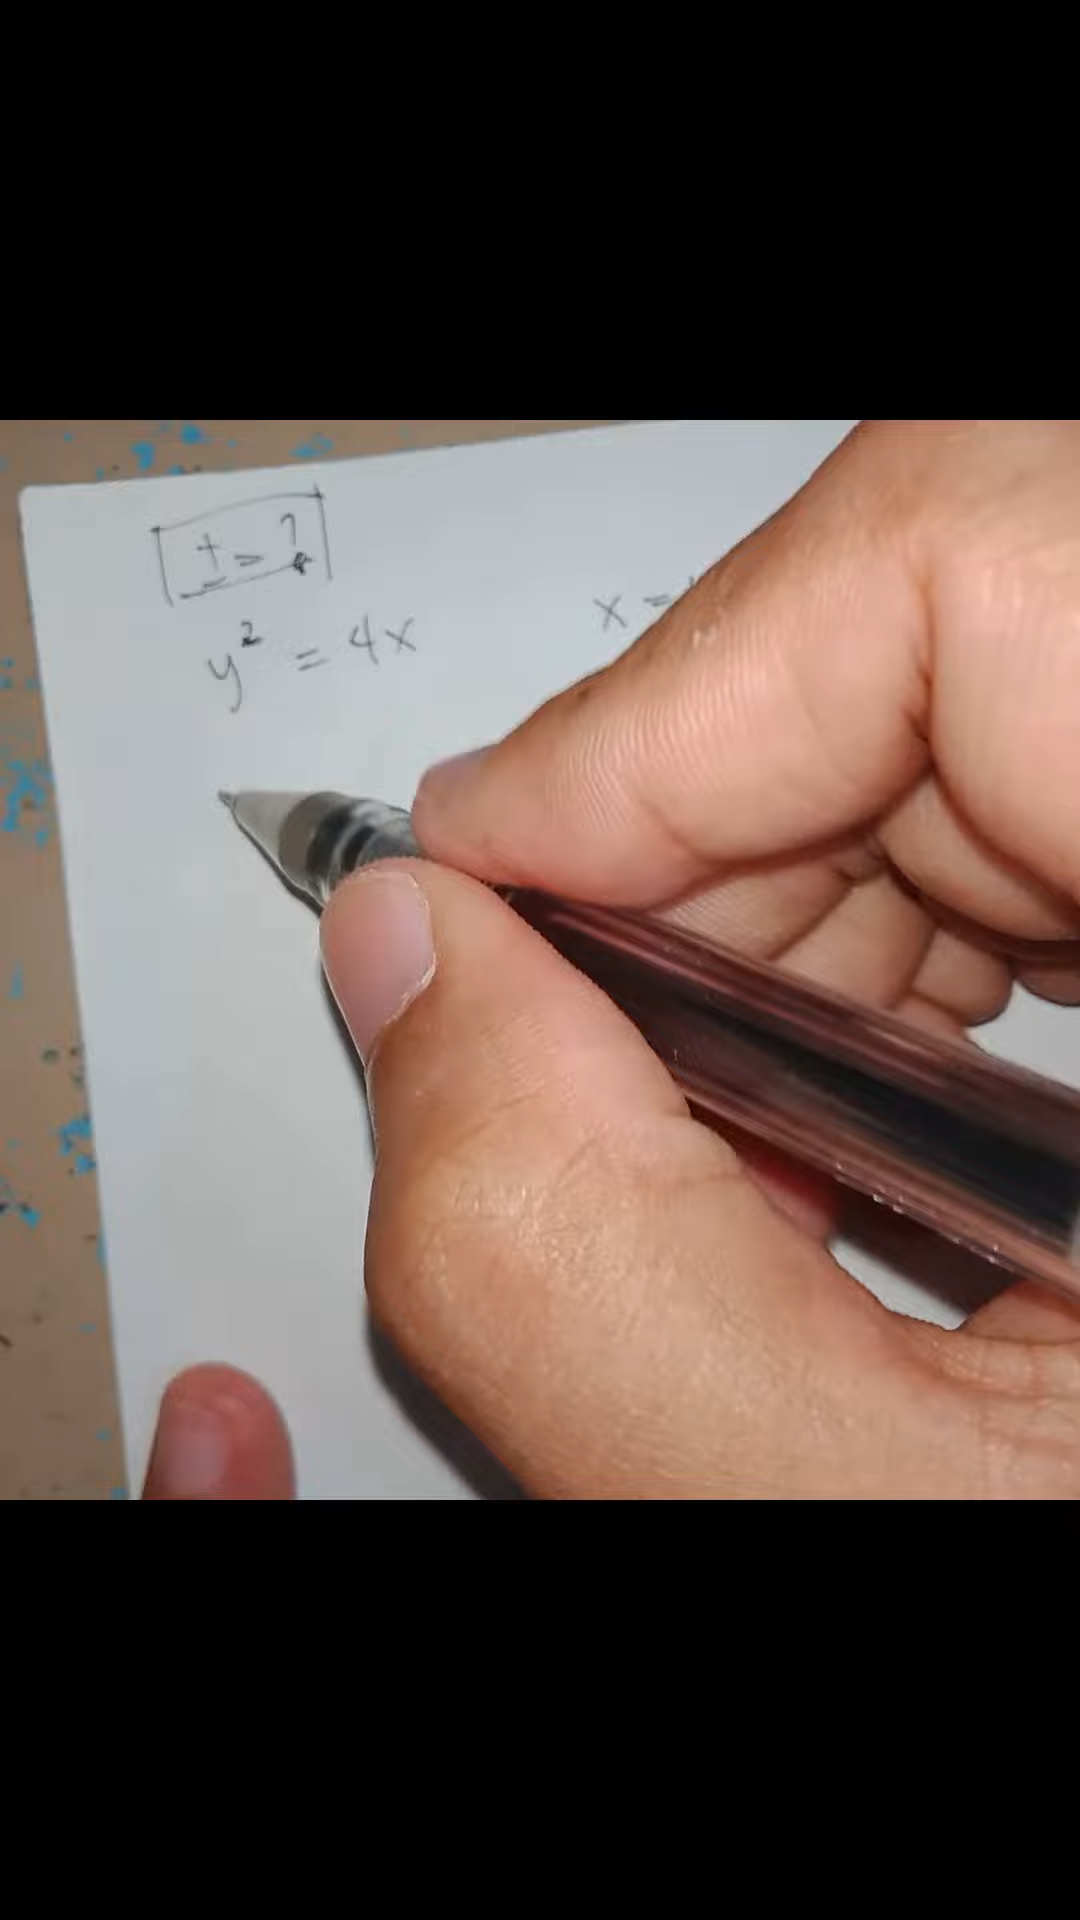 ± = ?
y² = 4x
x =